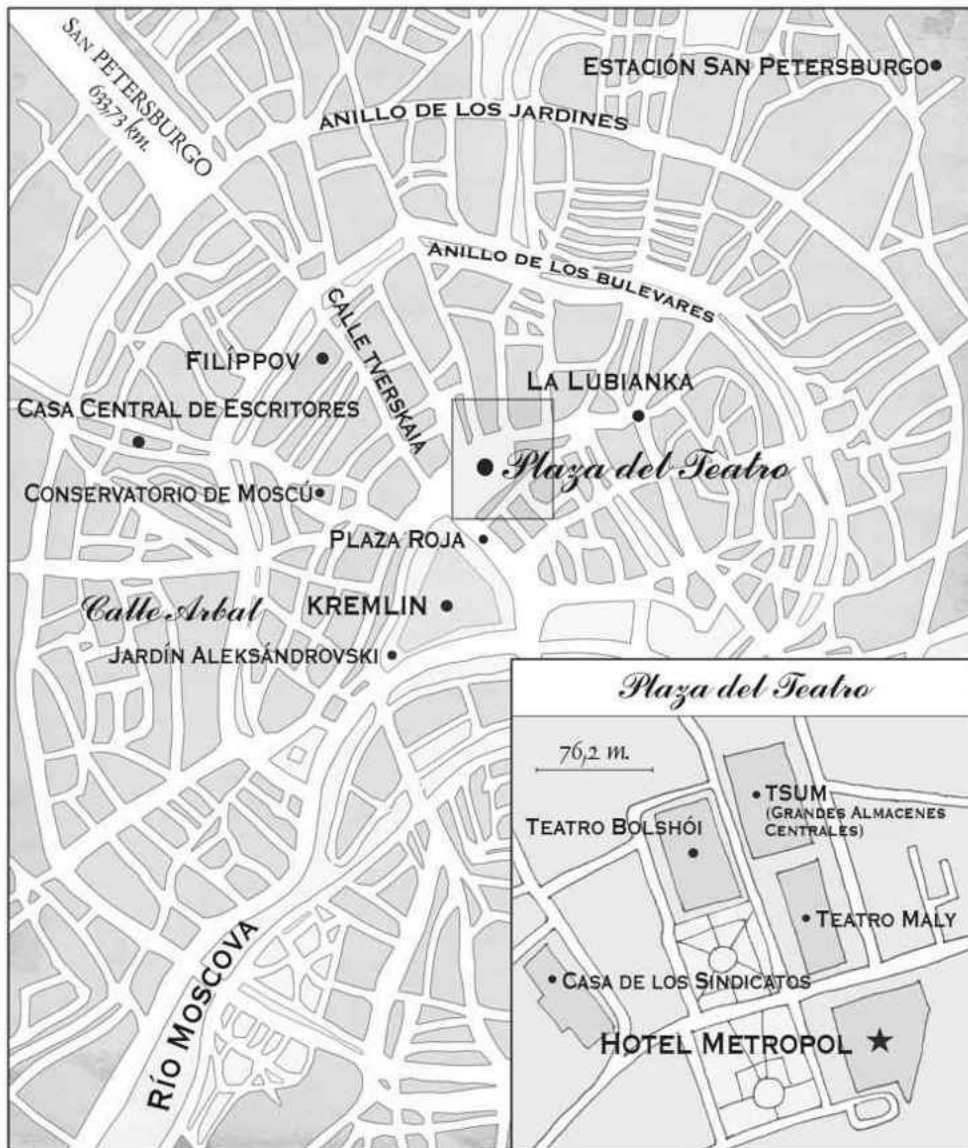 SAN PETERSBURGO
633,73 km.
ESTACIÓN SAN PETERSBURGO
ANILLO DE LOS JARDINES
ANILLO DE LOS BULEVARES
CALLE TVERSKAIA
FILÍPPOV
LA LUBIANKA
CASA CENTRAL DE ESCRITORES
Plaza del Teatro
CONSERVATORIO DE MOSCÚ
PLAZA ROJA
Calle Arbat
KREMLIN
JARDÍN ALEKSÁNDROVSKI
RÍO MOSCOVA
Plaza del Teatro
76,2 m.
TSUM
(GRANDES ALMACENES
CENTRALES)
TEATRO BOLSHÓI
TEATRO MALY
CASA DE LOS SINDICATOS
HOTEL METROPOL